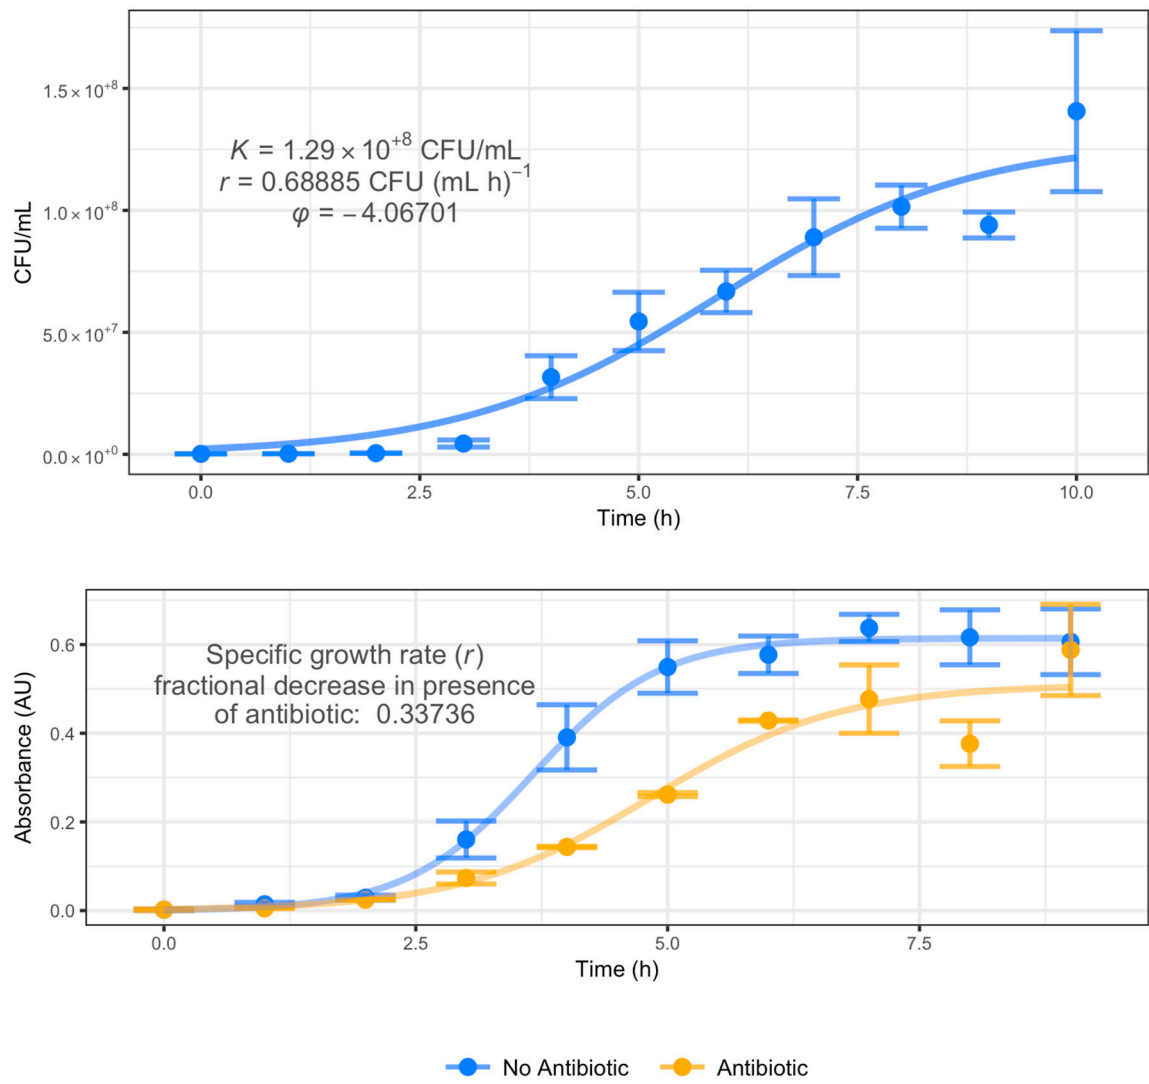 1.5 × 10⁺⁸
1.0 × 10⁺⁸
5.0 × 10⁺⁷
0.0 × 10⁺⁰
CFU/mL
K = 1.29 × 10⁺⁸ CFU/mL
r = 0.68885 CFU (mL h)⁻¹
φ = − 4.06701
0.0 2.5 5.0 7.5 10.0
Time (h)
0.6
0.4
0.2
0.0
Absorbance (AU)
Specific growth rate (r)
fractional decrease in presence
of antibiotic: 0.33736
0.0 2.5 5.0 7.5
Time (h)
No Antibiotic Antibiotic